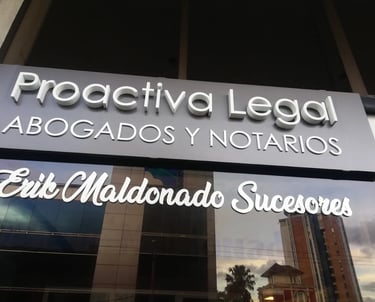 Proactiva Legal
ABOGADOS Y NOTARIOS
Erik Maldonado Sucesores